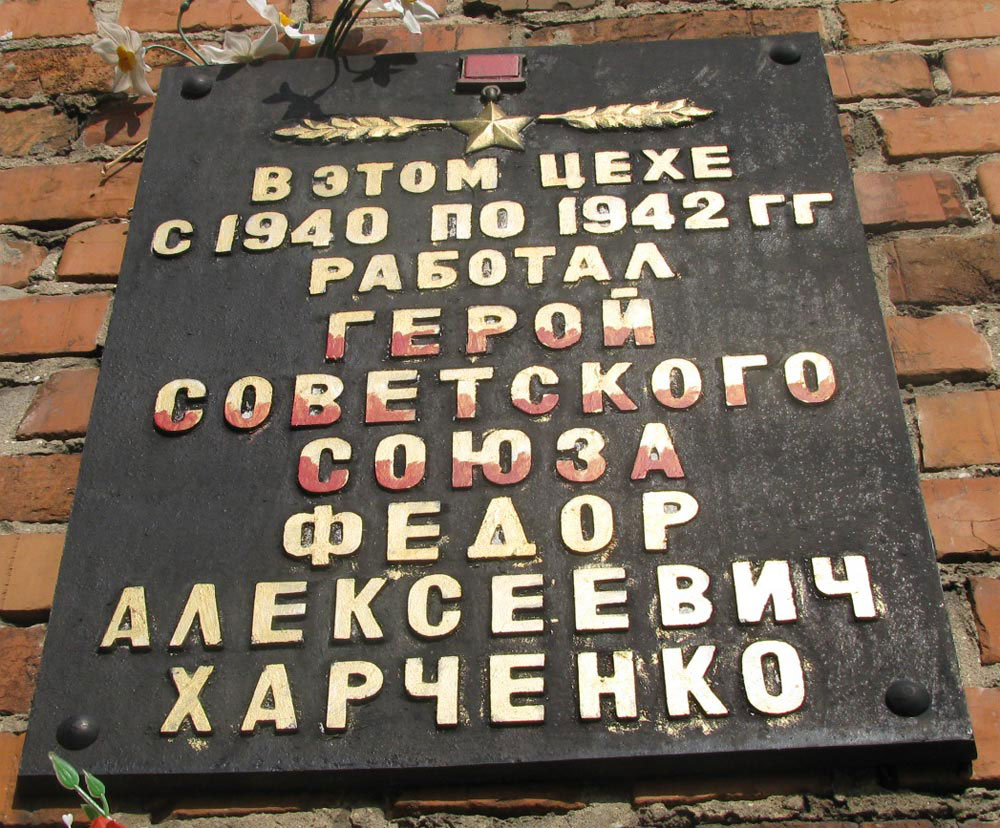 В ЭТОМ ЦЕХЕ
С 1940 ПО 1942 ГГ
РАБОТАЛ
ГЕРОЙ
СОВЕТСКОГО
СОЮЗА
ФЕДОР
АЛЕКСЕЕВИЧ
ХАРЧЕНКО